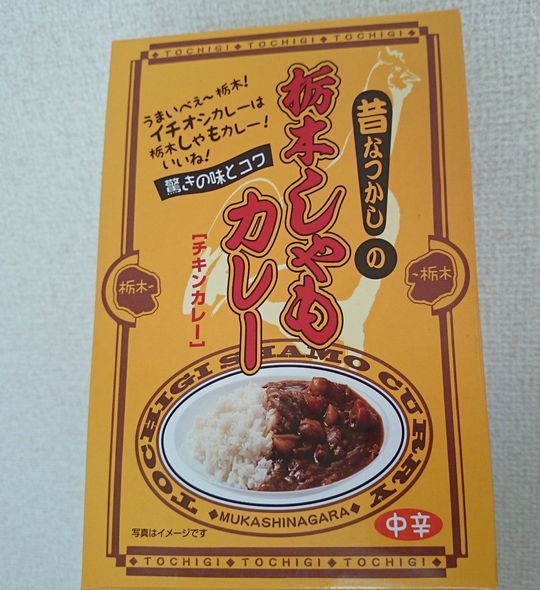 ◆TOCHIGI◆TOCHIGI◆TOCHIGI◆
うまいべぇ〜栃木!
イチオシカレーは
栃木しゃもカレー!
いいね!
驚きの味とコワ
昔なつかしの
栃木しゃも
カレー
[チキンカレー]
栃木〜
〜栃木
TOCHIGI SHAMO CURRY
◆MUKASHINAGARA◆
中辛
写真はイメージです
◆TOCHIGI◆TOCHIGI◆TOCHIGI◆